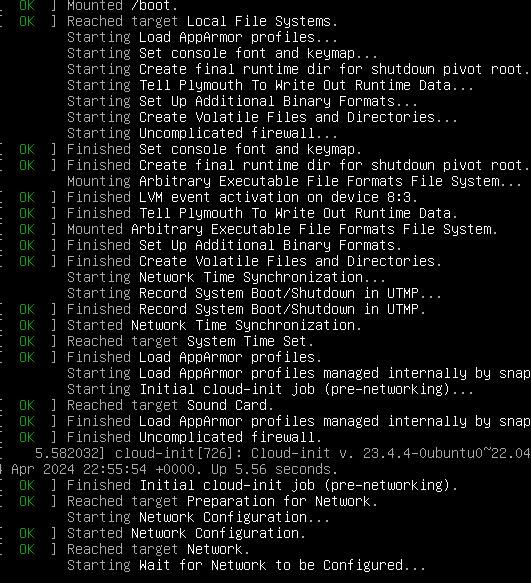 [  OK  ] Mounted /boot.
[  OK  ] Reached target Local File Systems.
Starting Load AppArmor profiles...
Starting Set console font and keymap...
Starting Create final runtime dir for shutdown pivot root.
Starting Tell Plymouth To Write Out Runtime Data...
Starting Set Up Additional Binary Formats...
Starting Create Volatile Files and Directories...
Starting Uncomplicated firewall...
[  OK  ] Finished Set console font and keymap.
[  OK  ] Finished Create final runtime dir for shutdown pivot root.
Mounting Arbitrary Executable File Formats File System...
[  OK  ] Finished LVM event activation on device 8:3.
[  OK  ] Finished Tell Plymouth To Write Out Runtime Data.
[  OK  ] Mounted Arbitrary Executable File Formats File System.
[  OK  ] Finished Set Up Additional Binary Formats.
[  OK  ] Finished Create Volatile Files and Directories.
Starting Network Time Synchronization...
Starting Record System Boot/Shutdown in UTMP...
[  OK  ] Finished Record System Boot/Shutdown in UTMP.
[  OK  ] Started Network Time Synchronization.
[  OK  ] Reached target System Time Set.
[  OK  ] Finished Load AppArmor profiles.
Starting Load AppArmor profiles managed internally by snap
Starting Initial cloud-init job (pre-networking)...
[  OK  ] Reached target Sound Card.
[  OK  ] Finished Load AppArmor profiles managed internally by snap
[  OK  ] Finished Uncomplicated firewall.
[    5.582032] cloud-init[726]: Cloud-init v. 23.4.4-0ubuntu0~22.04
4 Apr 2024 22:55:54 +0000. Up 5.56 seconds.
[  OK  ] Finished Initial cloud-init job (pre-networking).
[  OK  ] Reached target Preparation for Network.
Starting Network Configuration...
[  OK  ] Started Network Configuration.
[  OK  ] Reached target Network.
Starting Wait for Network to be Configured...